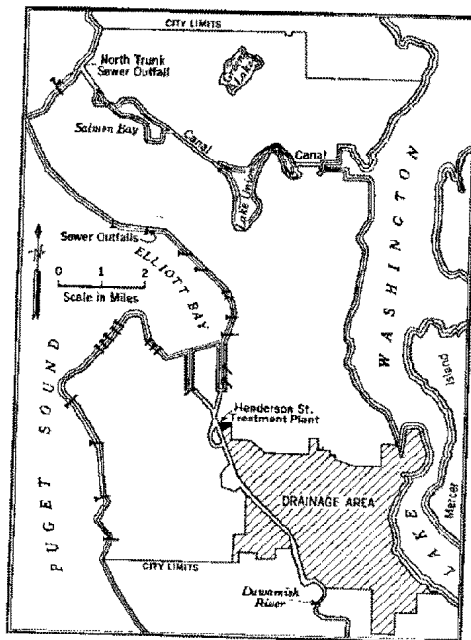 CITY LIMITS
North Trunk
Sewer Outfall
Green
Lake
Salmon Bay
Canal
Canal
Lake Union
WASHINGTON
Sewer Outfalls
ELLIOTT BAY
0 1 2
Scale in Miles
PUGET SOUND
Island
Mercer
Henderson St.
Treatment Plant
DRAINAGE AREA
LAKE
CITY LIMITS
Duwamish
River